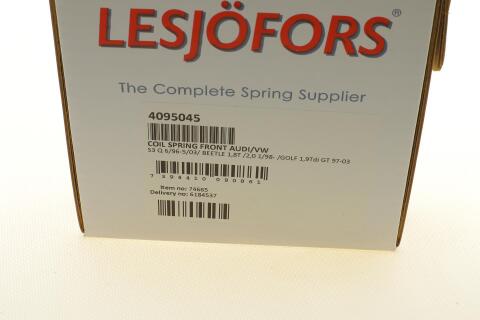 LESJÖFORS®
The Complete Spring Supplier
4095045
COIL SPRING FRONT AUDI/VW
S3 Q 6/96-5/03/ BEETLE 1,8T /2,0 1/98- /GOLF 1,9Tdi GT 97-03
Item no: 74665
Delivery no: 6184537